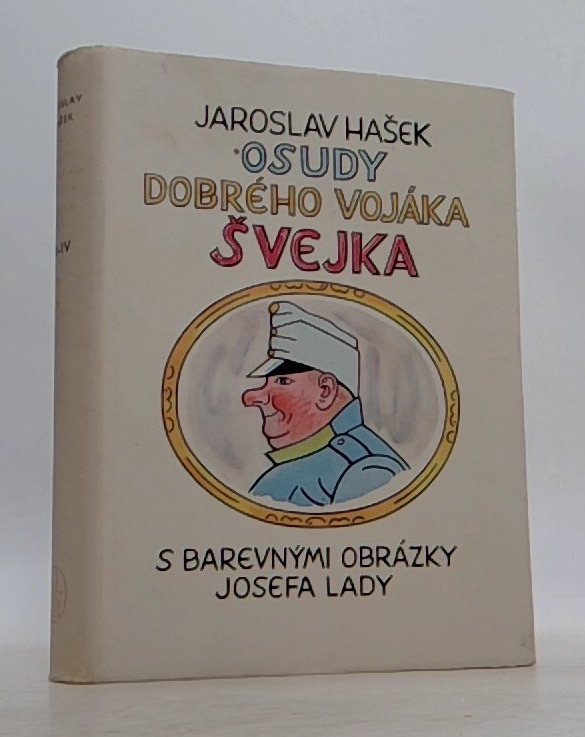 JAROSLAV HAŠEK
OSUDY
DOBRÉHO VOJÁKA
ŠVEJKA
S BAREVNÝMI OBRÁZKY
JOSEFA LADY